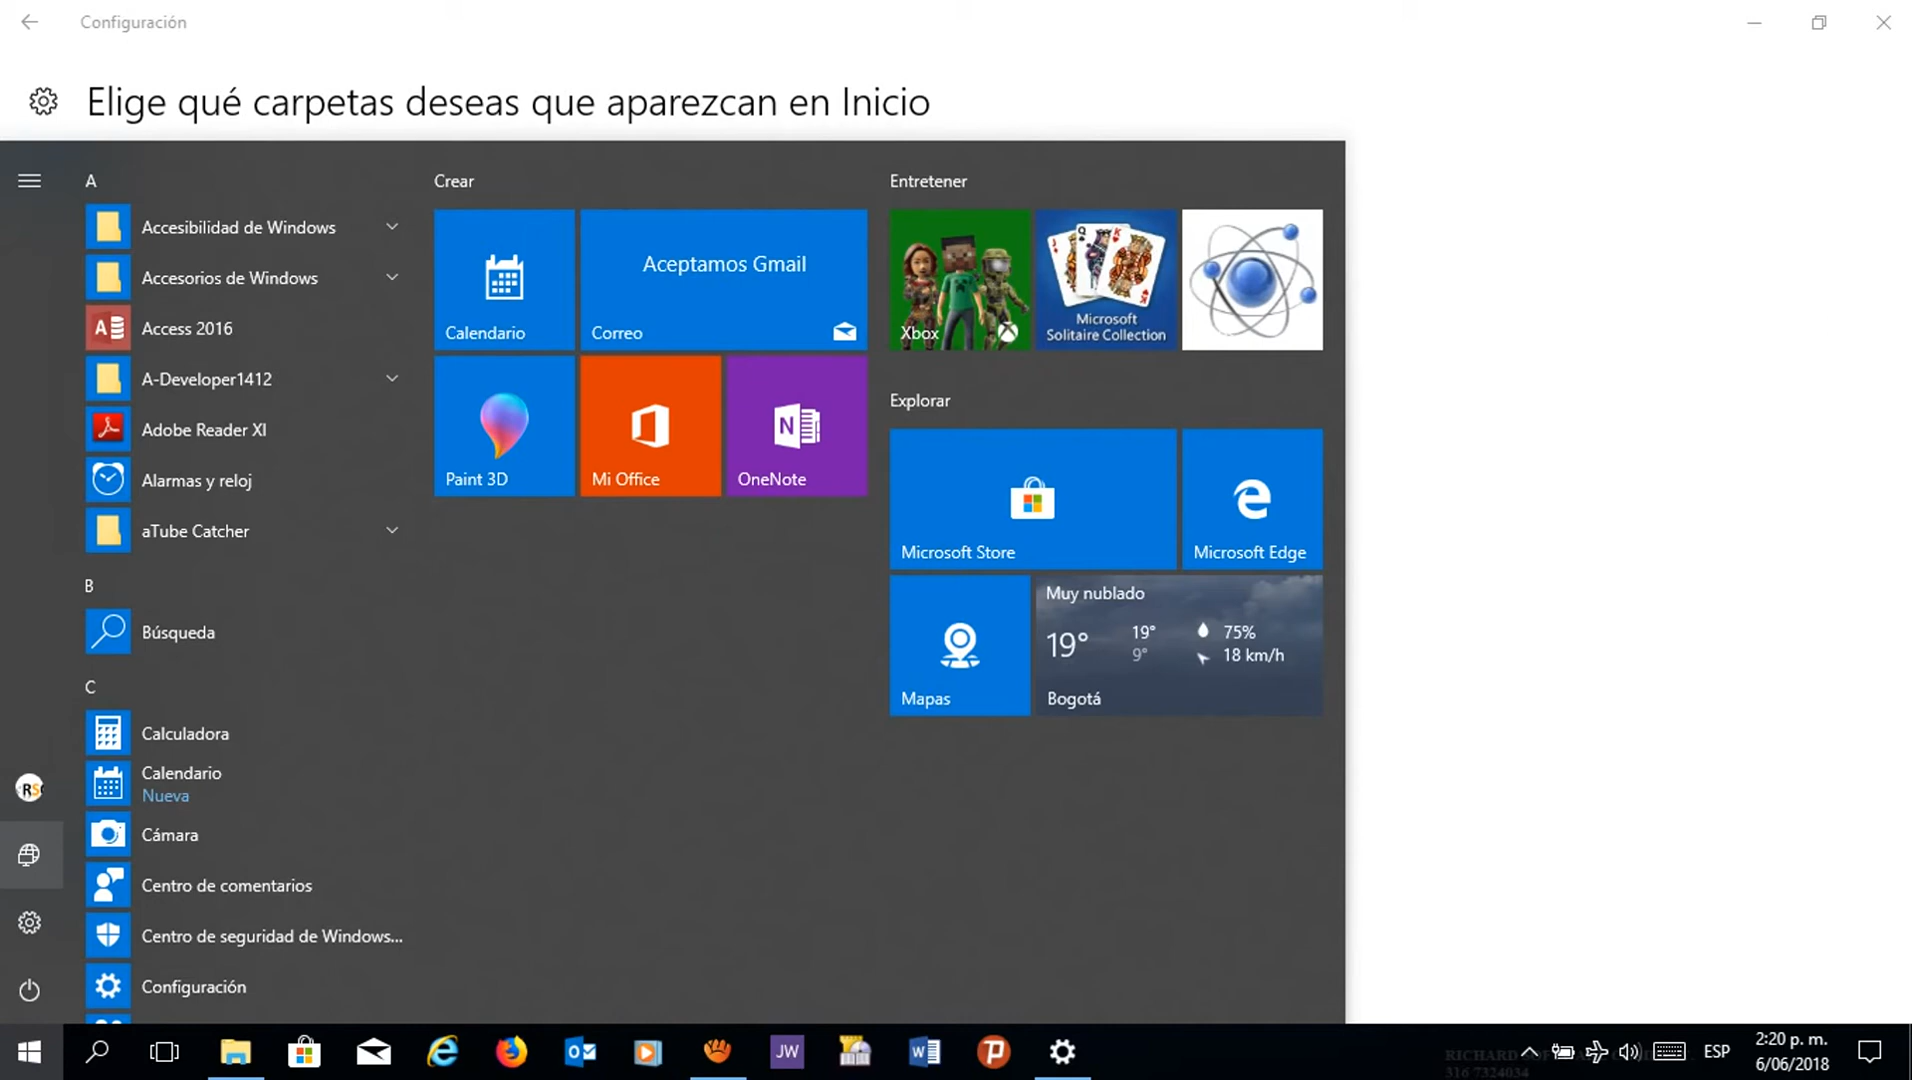 Configuración
Elige qué carpetas deseas que aparezcan en Inicio
A
Accesibilidad de Windows
Accesorios de Windows
Access 2016
A-Developer1412
Adobe Reader XI
Alarmas y reloj
aTube Catcher
B
Búsqueda
C
Calculadora
Calendario
Nueva
Cámara
Centro de comentarios
Centro de seguridad de Windows...
Configuración
Crear
Calendario
Aceptamos Gmail
Correo
Paint 3D
Mi Office
OneNote
Entretener
Xbox
Microsoft
Solitaire Collection
Explorar
Microsoft Store
Microsoft Edge
Mapas
Muy nublado
19° 19° 75%
9° 18 km/h
Bogotá
RS
JW
ESP
2:20 p. m.
6/06/2018
RICHARD
316 7324034